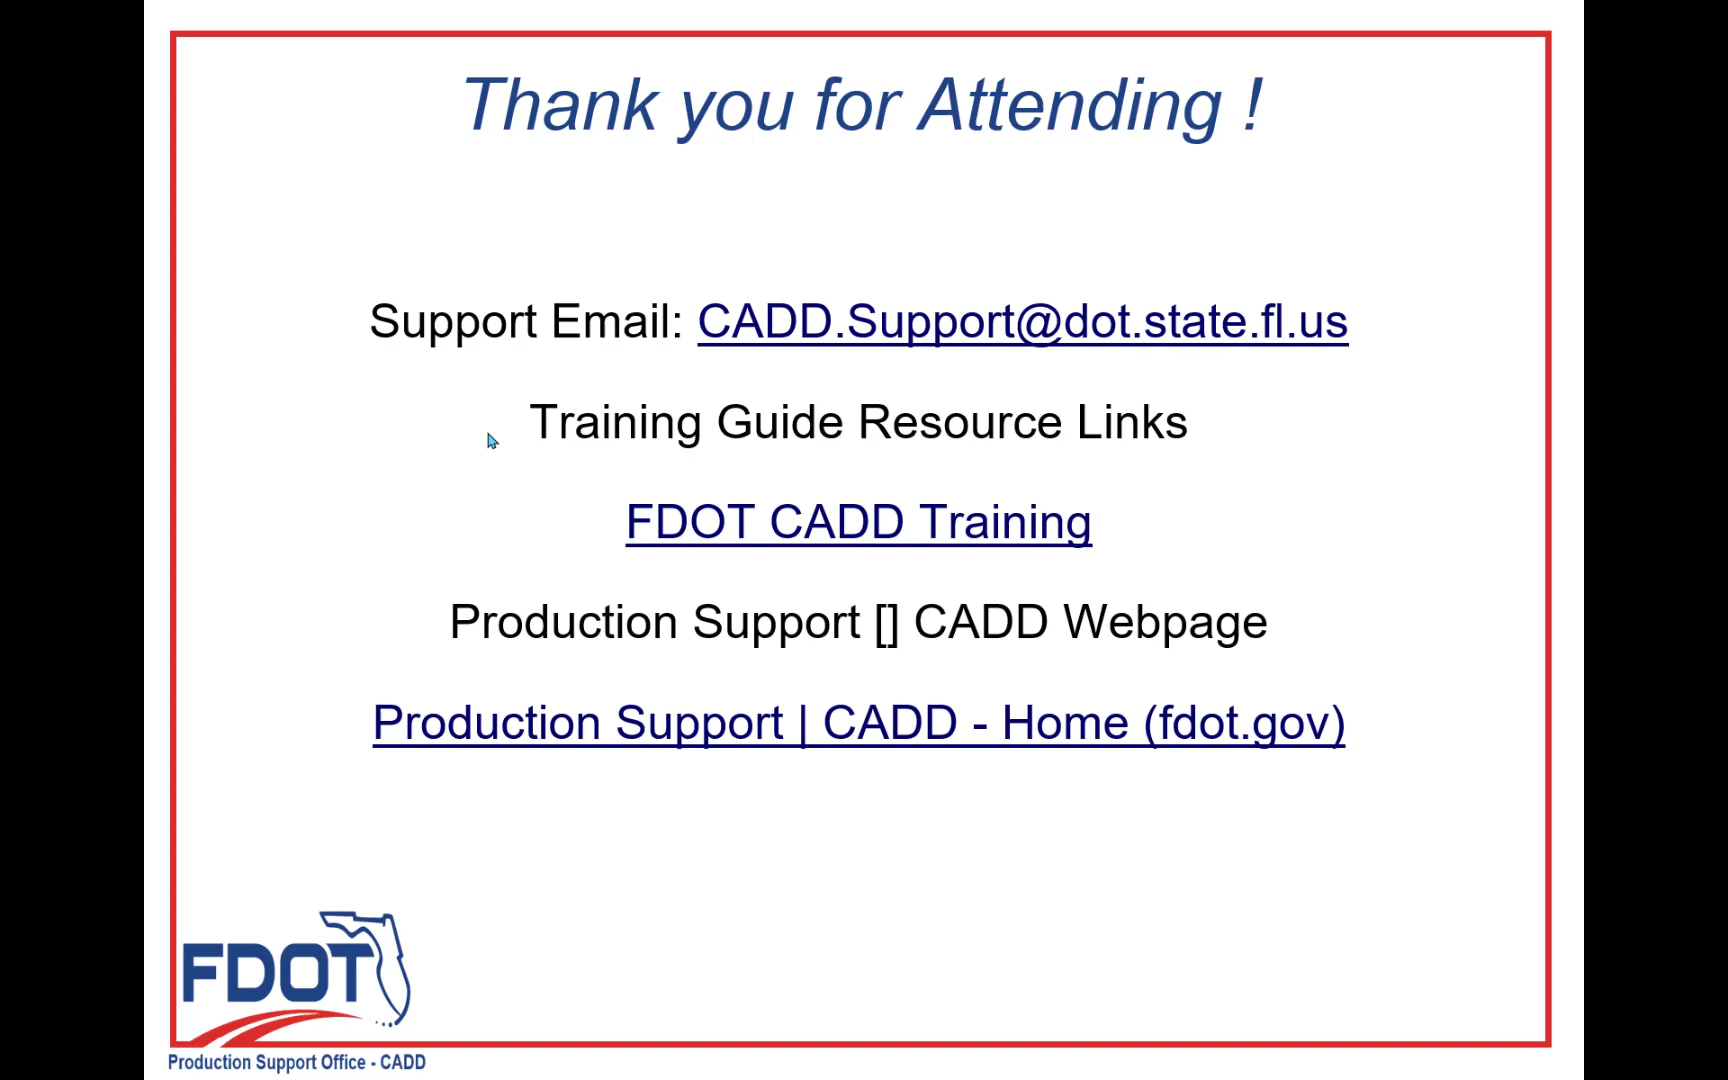 Thank you for Attending !
Support Email: CADD.Support@dot.state.fl.us
Training Guide Resource Links
FDOT CADD Training
Production Support [] CADD Webpage
Production Support | CADD - Home (fdot.gov)
FDOT
Production Support Office - CADD